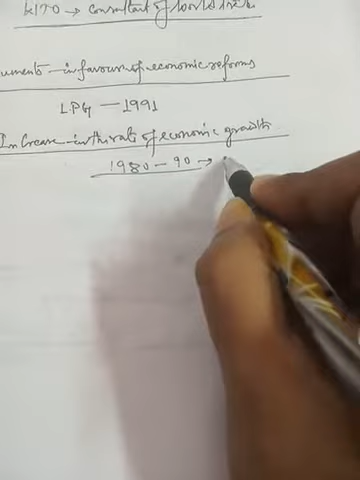 WTO → Consultant of World trade
uments in favour of economic reforms
LPG — 1991
Increase in the rate of economic growth
1980 – 90 →